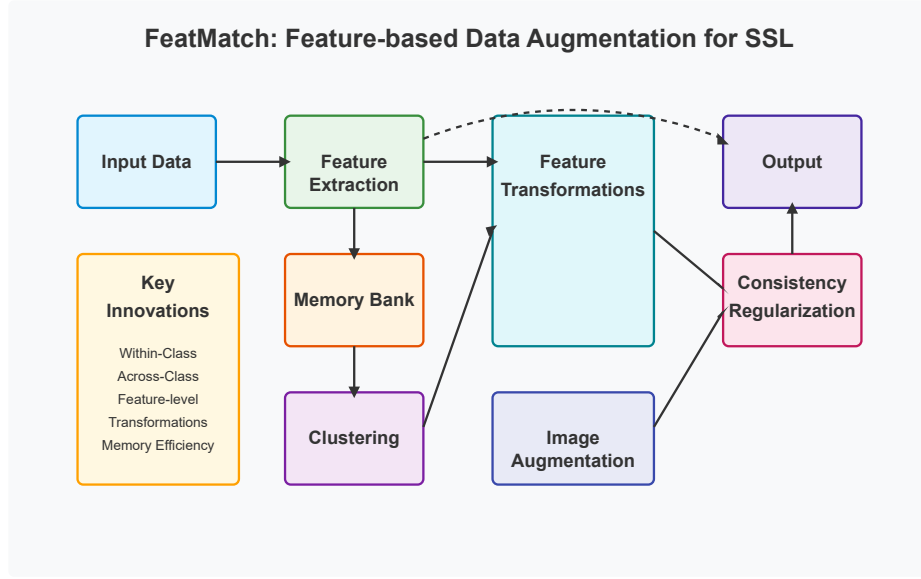 FeatMatch: Feature-based Data Augmentation for SSL
Input Data
Feature
Extraction
Feature
Transformations
Output
Key
Innovations
Within-Class
Across-Class
Feature-level
Transformations
Memory Efficiency
Memory Bank
Consistency
Regularization
Clustering
Image
Augmentation